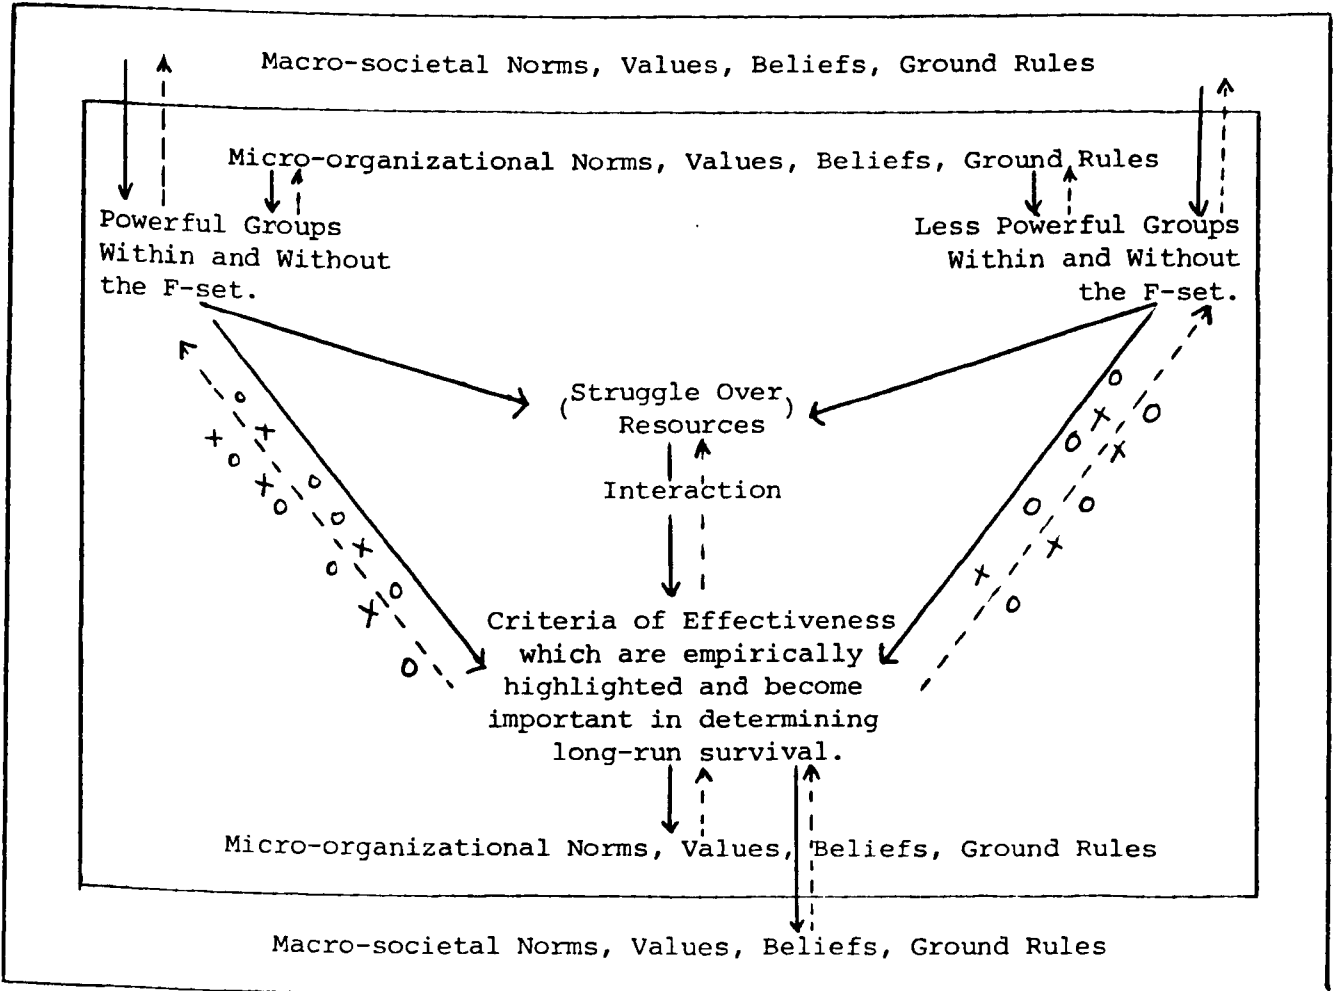 Macro-societal Norms, Values, Beliefs, Ground Rules
Micro-organizational Norms, Values, Beliefs, Ground Rules
Powerful Groups
Within and Without
the F-set.
Less Powerful Groups
Within and Without
the F-set.
(Struggle Over)
Resources
Interaction
Criteria of Effectiveness
which are empirically
highlighted and become
important in determining
long-run survival.
Micro-organizational Norms, Values, Beliefs, Ground Rules
Macro-societal Norms, Values, Beliefs, Ground Rules